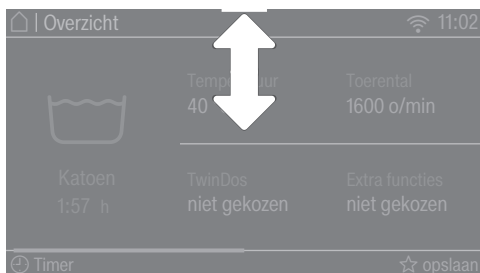 | Overzicht 11:02
Temperatuur Toerental
40 1600 o/min
Katoen TwinDos Extra functies
1:57 h niet gekozen niet gekozen
Timer opslaan